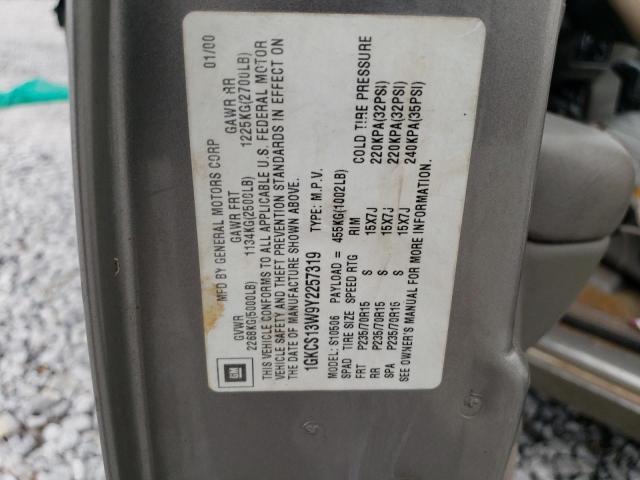 GM
MFD BY GENERAL MOTORS CORP 01/00
GVWR GAWR FRT GAWR RR
2268KG(5000LB) 1134KG(2500LB) 1225KG(2700LB)
THIS VEHICLE CONFORMS TO ALL APPLICABLE U.S. FEDERAL MOTOR
VEHICLE SAFETY AND THEFT PREVENTION STANDARDS IN EFFECT ON
THE DATE OF MANUFACTURE SHOWN ABOVE.
1GKCS13W9Y2257319 TYPE: M.P.V.
MODEL: S10506 PAYLOAD = 455KG(1002LB)
SPAD TIRE SIZE SPEED RTG RIM COLD TIRE PRESSURE
FRT P235/70R15 S 15X7J 220KPA(32PSI)
RR P235/70R15 S 15X7J 220KPA(32PSI)
SPA P235/70R15 S 15X7J 240KPA(35PSI)
SEE OWNER'S MANUAL FOR MORE INFORMATION.